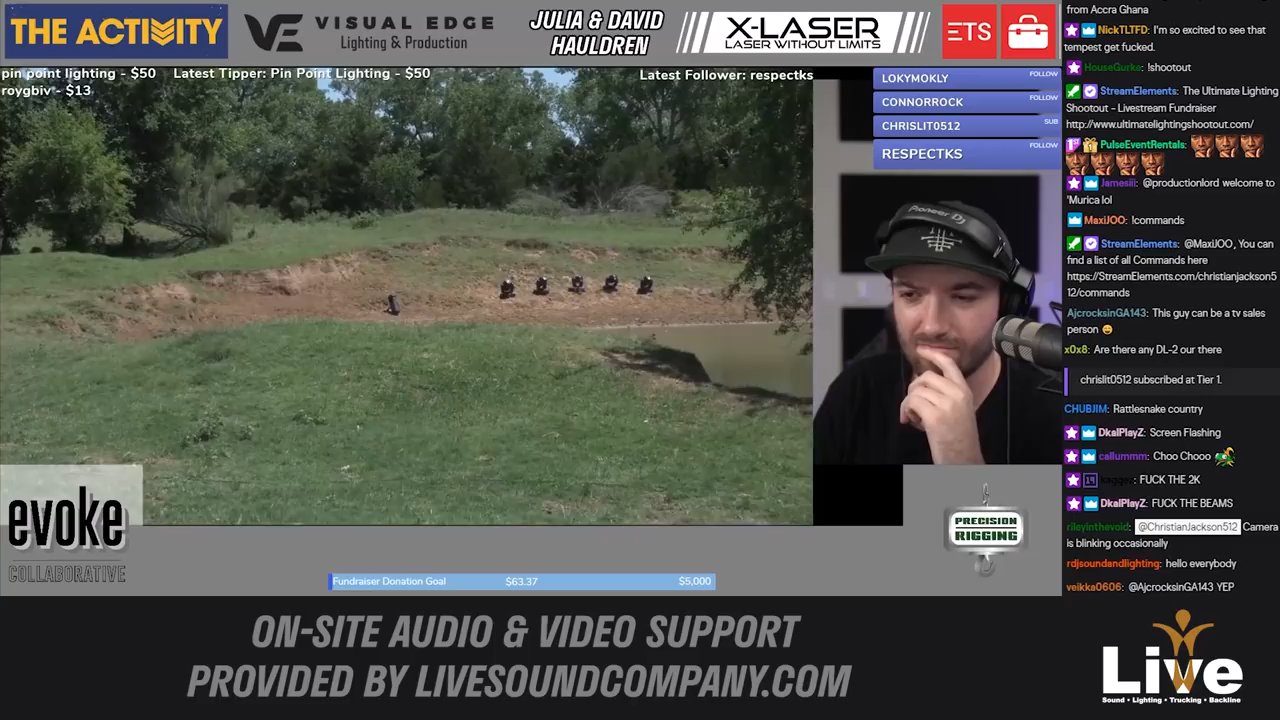 THE ACTIVITY
VISUAL EDGE
Lighting & Production
JULIA & DAVID
HAULDREN
X-LASER
LASER WITHOUT LIMITS
ETS
pin point lighting - $50 Latest Tipper: Pin Point Lighting - $50
Latest Follower: respectks
roygbiv - $13
LOKYMOKLY FOLLOW
CONNORROCK FOLLOW
CHRISLIT0512 SUB
RESPECTKS FOLLOW
Pioneer Dj
evoke
COLLABORATIVE
PRECISION
RIGGING
Fundraiser Donation Goal $63.37 $5,000
ON-SITE AUDIO & VIDEO SUPPORT
PROVIDED BY LIVESOUNDCOMPANY.COM
from Accra Ghana
NickTLTFD: I'm so excited to see that
tempest get fucked.
HouseGurke: !shootout
StreamElements: The Ultimate Lighting
Shootout - Livestream Fundraiser
http://www.ultimatelightingshootout.com/
PulseEventRentals:
Jamesiii: @productionlord welcome to
'Murica lol
MaxiJOO: !commands
StreamElements: @MaxiJOO, You can
find a list of all Commands here
https://StreamElements.com/christianjackson5
12/commands
AjcrocksinGA143: This guy can be a tv sales
person
x0x8: Are there any DL-2 our there
chrislit0512 subscribed at Tier 1.
CHUBJIM: Rattlesnake country
DkalPlayZ: Screen Flashing
callummm: Choo Chooo
FUCK THE 2K
DkalPlayZ: FUCK THE BEAMS
rileyinthevoid: @ChristianJackson512 Camera
is blinking occasionally
rdjsoundandlighting: hello everybody
veikka0606: @AjcrocksinGA143 YEP
Live
Sound • Lighting • Trucking • Backline